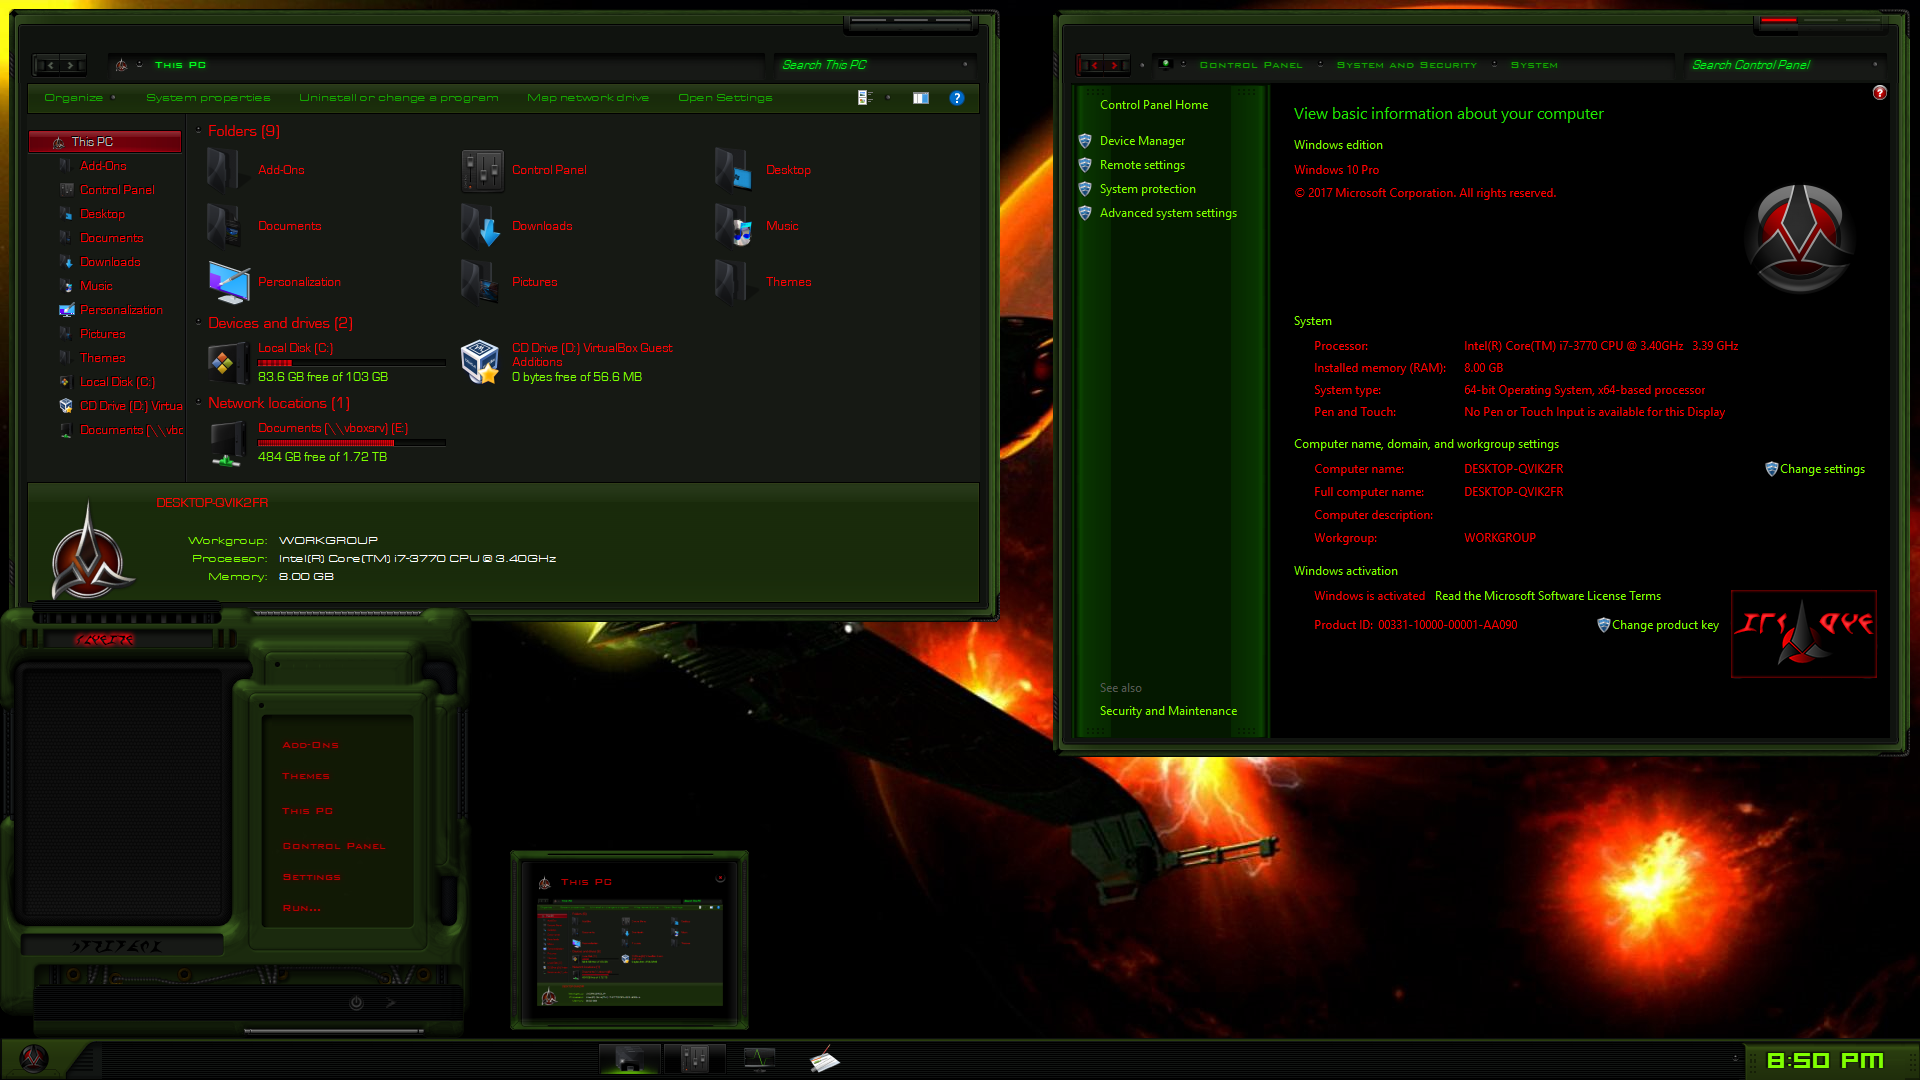 This PC
Search This PC
Organize
System properties
Uninstall or change a program
Map network drive
Open Settings
This PC
Add-Ons
Control Panel
Desktop
Documents
Downloads
Music
Personalization
Pictures
Themes
Local Disk (C:)
CD Drive (D:) Virtua
Documents (\\vbc
Folders (9)
Add-Ons
Control Panel
Desktop
Documents
Downloads
Music
Personalization
Pictures
Themes
Devices and drives (2)
Local Disk (C:)
83.6 GB free of 103 GB
CD Drive (D:) VirtualBox Guest
Additions
0 bytes free of 56.6 MB
Network locations (1)
Documents (\\vboxsrv) (E:)
484 GB free of 1.72 TB
DESKTOP-QVIK2FR
Workgroup: WORKGROUP
Processor: Intel(R) Core(TM) i7-3770 CPU @ 3.40GHz
Memory: 8.00 GB
Control Panel
System and Security
System
Search Control Panel
Control Panel Home
Device Manager
Remote settings
System protection
Advanced system settings
See also
Security and Maintenance
View basic information about your computer
Windows edition
Windows 10 Pro
© 2017 Microsoft Corporation. All rights reserved.
System
Processor: Intel(R) Core(TM) i7-3770 CPU @ 3.40GHz 3.39 GHz
Installed memory (RAM): 8.00 GB
System type: 64-bit Operating System, x64-based processor
Pen and Touch: No Pen or Touch Input is available for this Display
Computer name, domain, and workgroup settings
Computer name: DESKTOP-QVIK2FR
Change settings
Full computer name: DESKTOP-QVIK2FR
Computer description:
Workgroup: WORKGROUP
Windows activation
Windows is activated Read the Microsoft Software License Terms
Product ID: 00331-10000-00001-AA090
Change product key
Add-Ons
Themes
This PC
Control Panel
Settings
Run...
This PC
8:50 PM